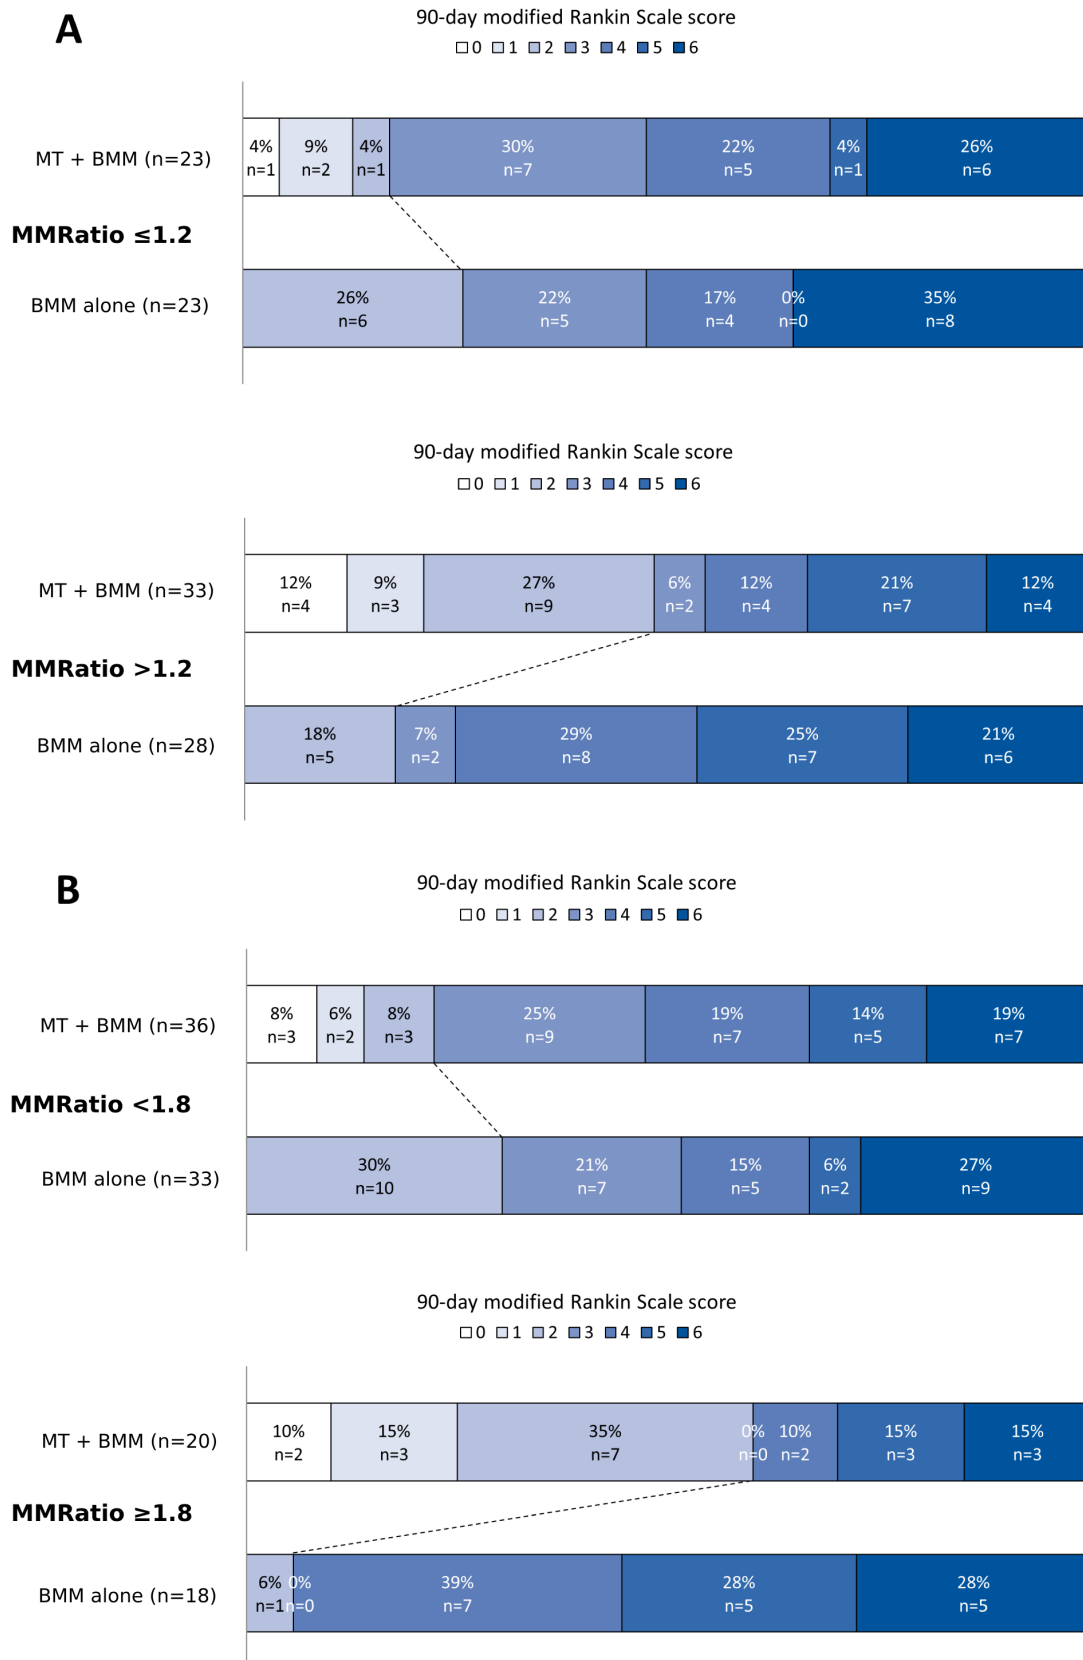 A
90-day modified Rankin Scale score
0 1 2 3 4 5 6
MT + BMM (n=23)
4% 9% 4% 30% 22% 4% 26%
n=1 n=2 n=1 n=7 n=5 n=1 n=6
MMRatio ≤1.2
BMM alone (n=23)
26% 22% 17% 0% 35%
n=6 n=5 n=4 n=0 n=8
90-day modified Rankin Scale score
0 1 2 3 4 5 6
MT + BMM (n=33)
12% 9% 27% 6% 12% 21% 12%
n=4 n=3 n=9 n=2 n=4 n=7 n=4
MMRatio >1.2
BMM alone (n=28)
18% 7% 29% 25% 21%
n=5 n=2 n=8 n=7 n=6
B
90-day modified Rankin Scale score
0 1 2 3 4 5 6
MT + BMM (n=36)
8% 6% 8% 25% 19% 14% 19%
n=3 n=2 n=3 n=9 n=7 n=5 n=7
MMRatio <1.8
BMM alone (n=33)
30% 21% 15% 6% 27%
n=10 n=7 n=5 n=2 n=9
90-day modified Rankin Scale score
0 1 2 3 4 5 6
MT + BMM (n=20)
10% 15% 35% 0% 10% 15% 15%
n=2 n=3 n=7 n=0 n=2 n=3 n=3
MMRatio ≥1.8
BMM alone (n=18)
6% 0% 39% 28% 28%
n=1 n=0 n=7 n=5 n=5